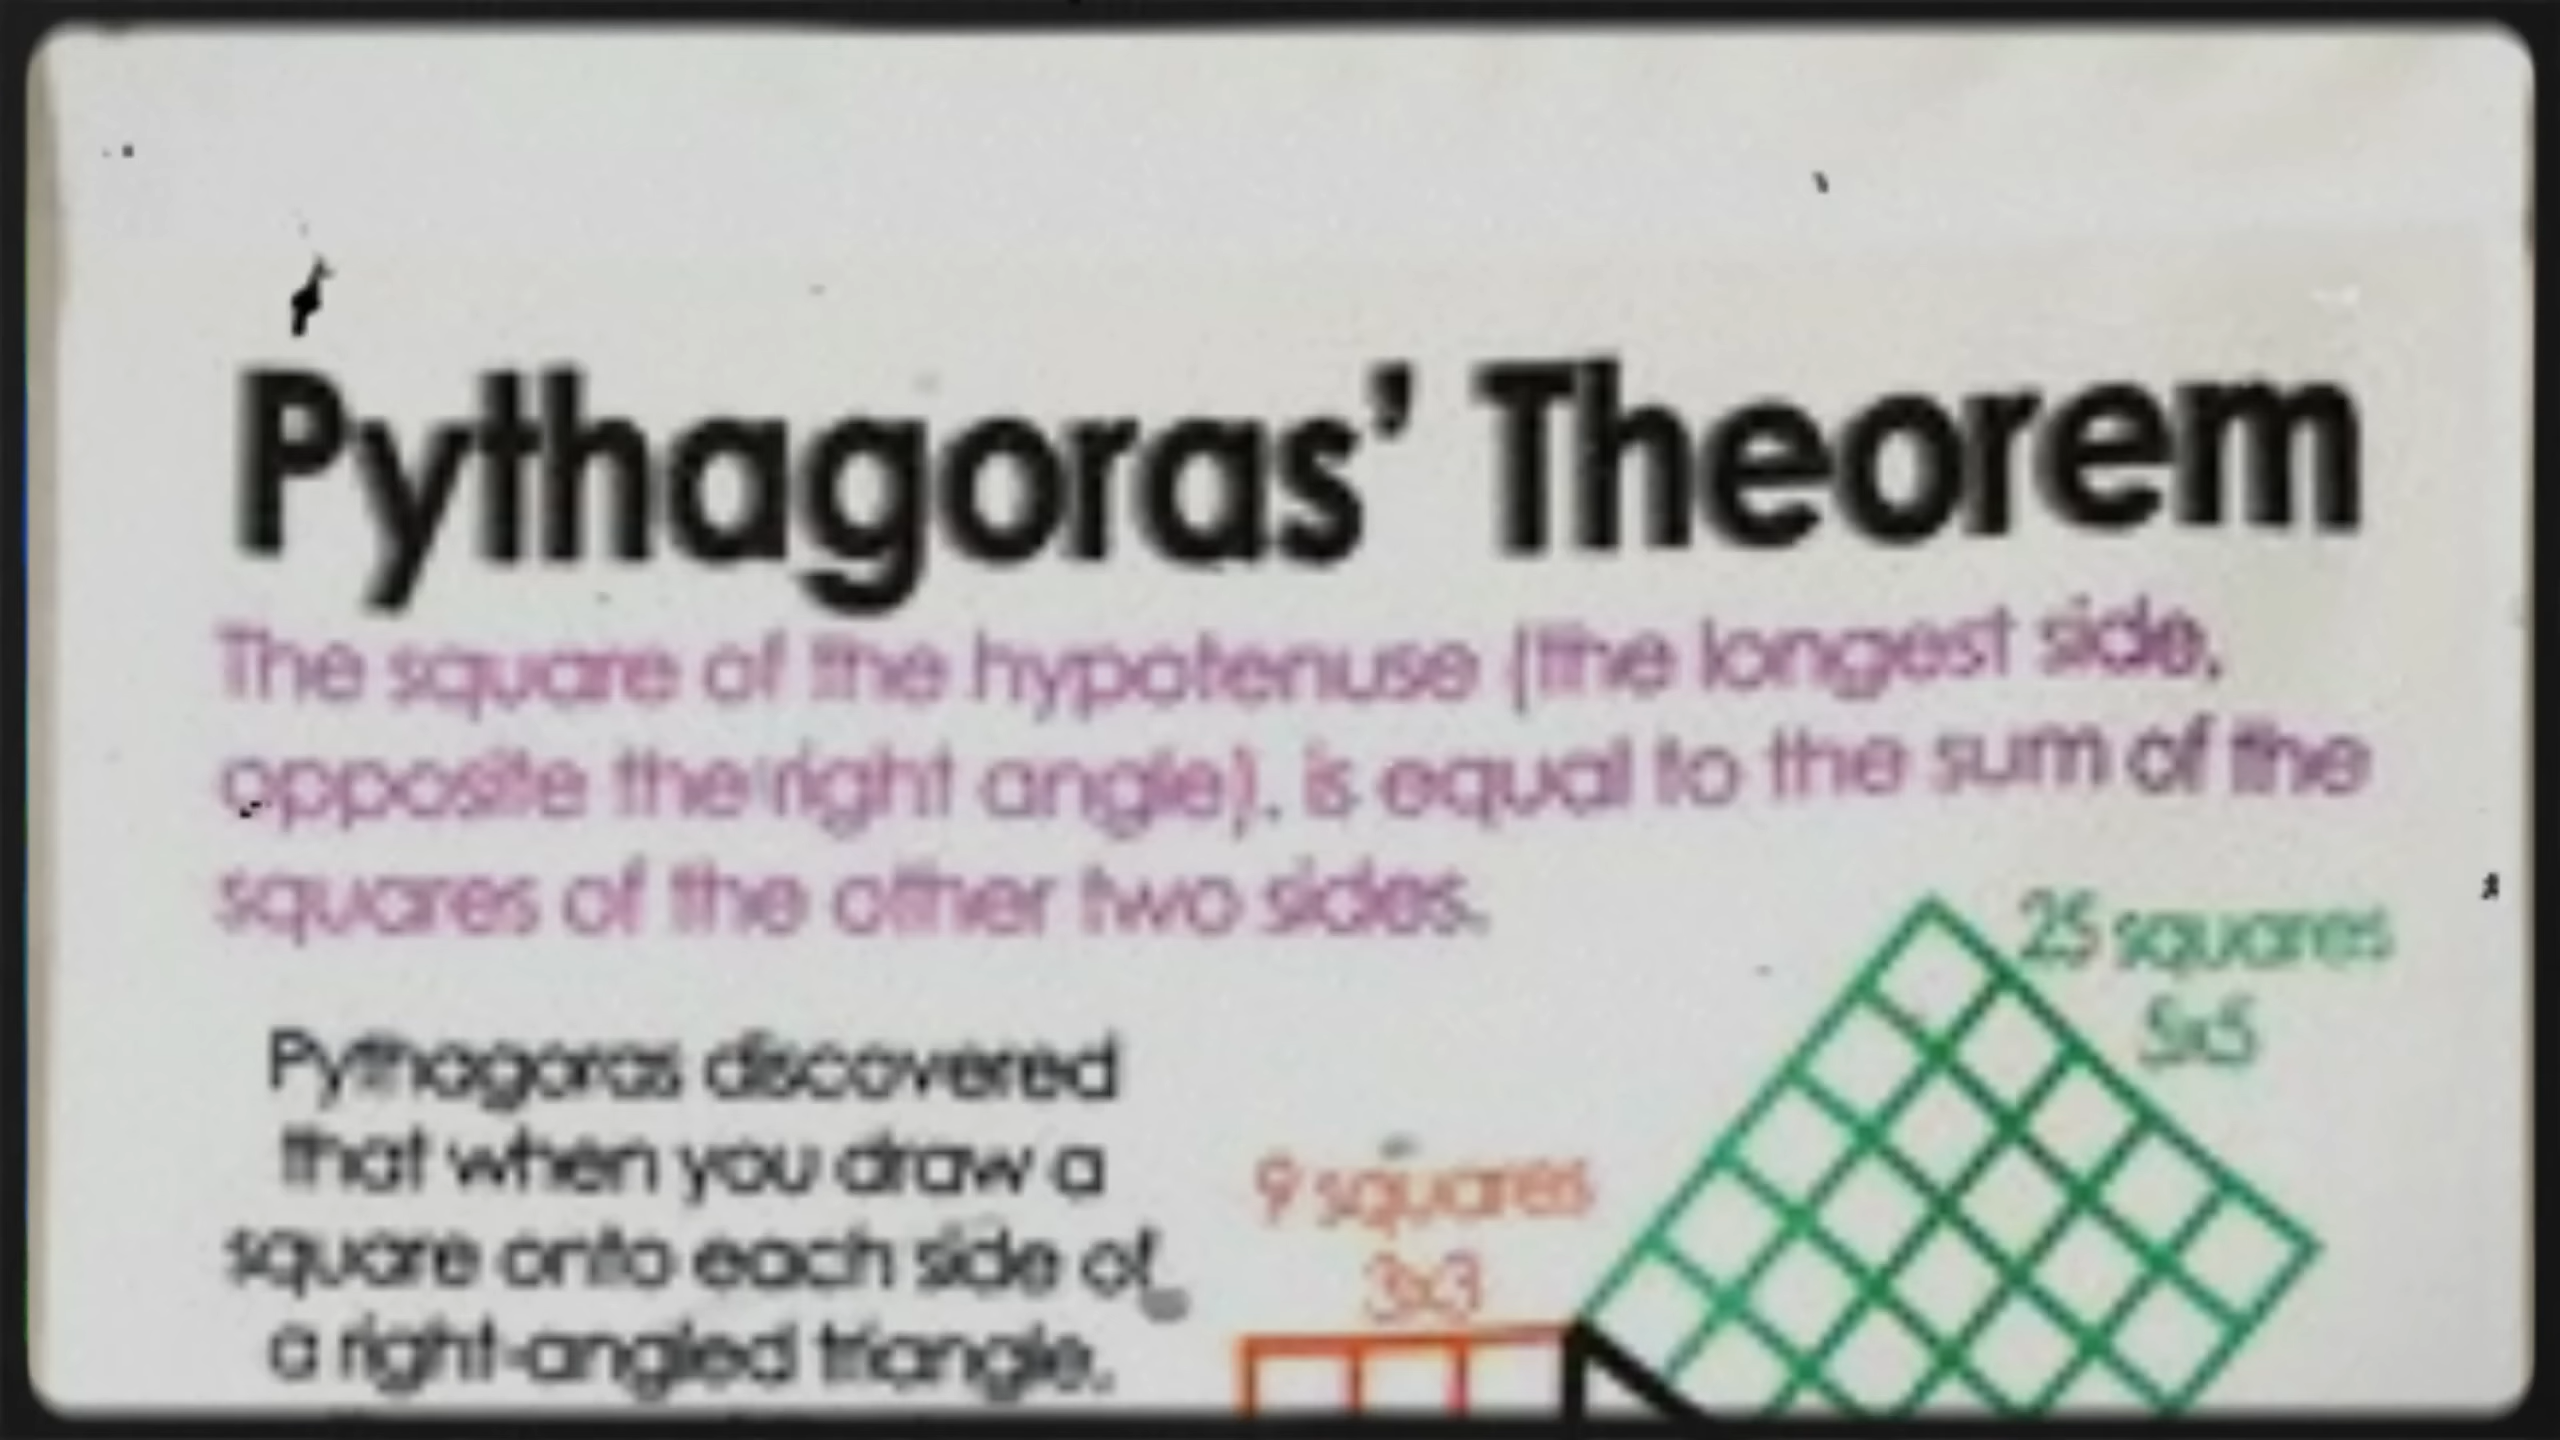 Pythagoras' Theorem
The square of the hypotenuse (the longest side,
opposite the right angle), is equal to the sum of the
squares of the other two sides.
25 squares
5x5
Pythagoras discovered
that when you draw a
square onto each side of
a right-angled triangle,
9 squares
3x3